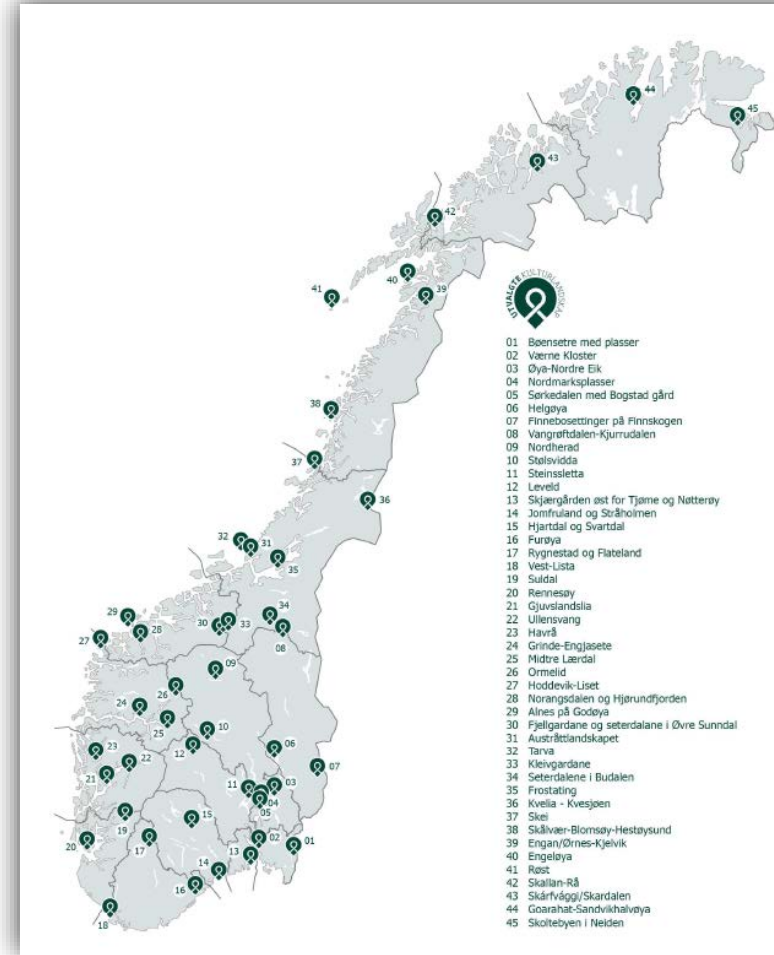 44
45
43
42
40
41
39
UTVALGTE KULTURLANDSKAP
38
37
36
32
31
35
34
29
30
33
28
27
08
09
26
24
25
10
12
06
23
22
07
21
11
03
04
05
15
19
02
01
20
17
13
14
16
18
01 Bøensetre med plasser
02 Værne Kloster
03 Øya-Nordre Eik
04 Nordmarksplasser
05 Sørkedalen med Bogstad gård
06 Helgøya
07 Finnebosettinger på Finnskogen
08 Vangrøftdalen-Kjurrudalen
09 Nordherad
10 Stølsvidda
11 Steinssletta
12 Leveld
13 Skjærgården øst for Tjøme og Nøtterøy
14 Jomfruland og Stråholmen
15 Hjartdal og Svartdal
16 Furøya
17 Rygnestad og Flateland
18 Vest-Lista
19 Suldal
20 Rennesøy
21 Gjuvslandslia
22 Ullensvang
23 Havrå
24 Grinde-Engjasete
25 Midtre Lærdal
26 Ormelid
27 Hoddevik-Liset
28 Norangsdalen og Hjørundfjorden
29 Alnes på Godøya
30 Fjellgardane og seterdalane i Øvre Sunndal
31 Austråttlandskapet
32 Tarva
33 Kleivgardane
34 Seterdalene i Budalen
35 Frostating
36 Kvelia - Kvesjøen
37 Skei
38 Skålvær-Blomsøy-Hestøysund
39 Engan/Ørnes-Kjelvik
40 Engeløya
41 Røst
42 Skallan-Rå
43 Skárfvággi/Skardalen
44 Goarahat-Sandvikhalvøya
45 Skoltebyen i Neiden